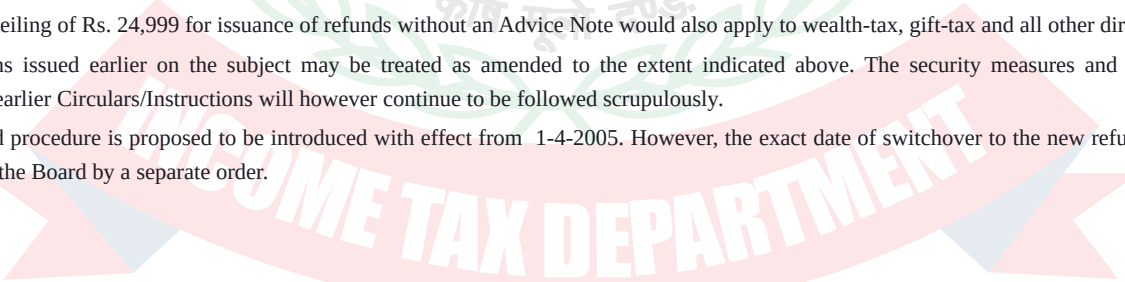 eiling of Rs. 24,999 for issuance of refunds without an Advice Note would also apply to wealth-tax, gift-tax and all other dir
ns issued earlier on the subject may be treated as amended to the extent indicated above. The security measures and
earlier Circulars/Instructions will however continue to be followed scrupulously.
d procedure is proposed to be introduced with effect from 1-4-2005. However, the exact date of switchover to the new refu
the Board by a separate order.
INCOME TAX DEPARTMENT